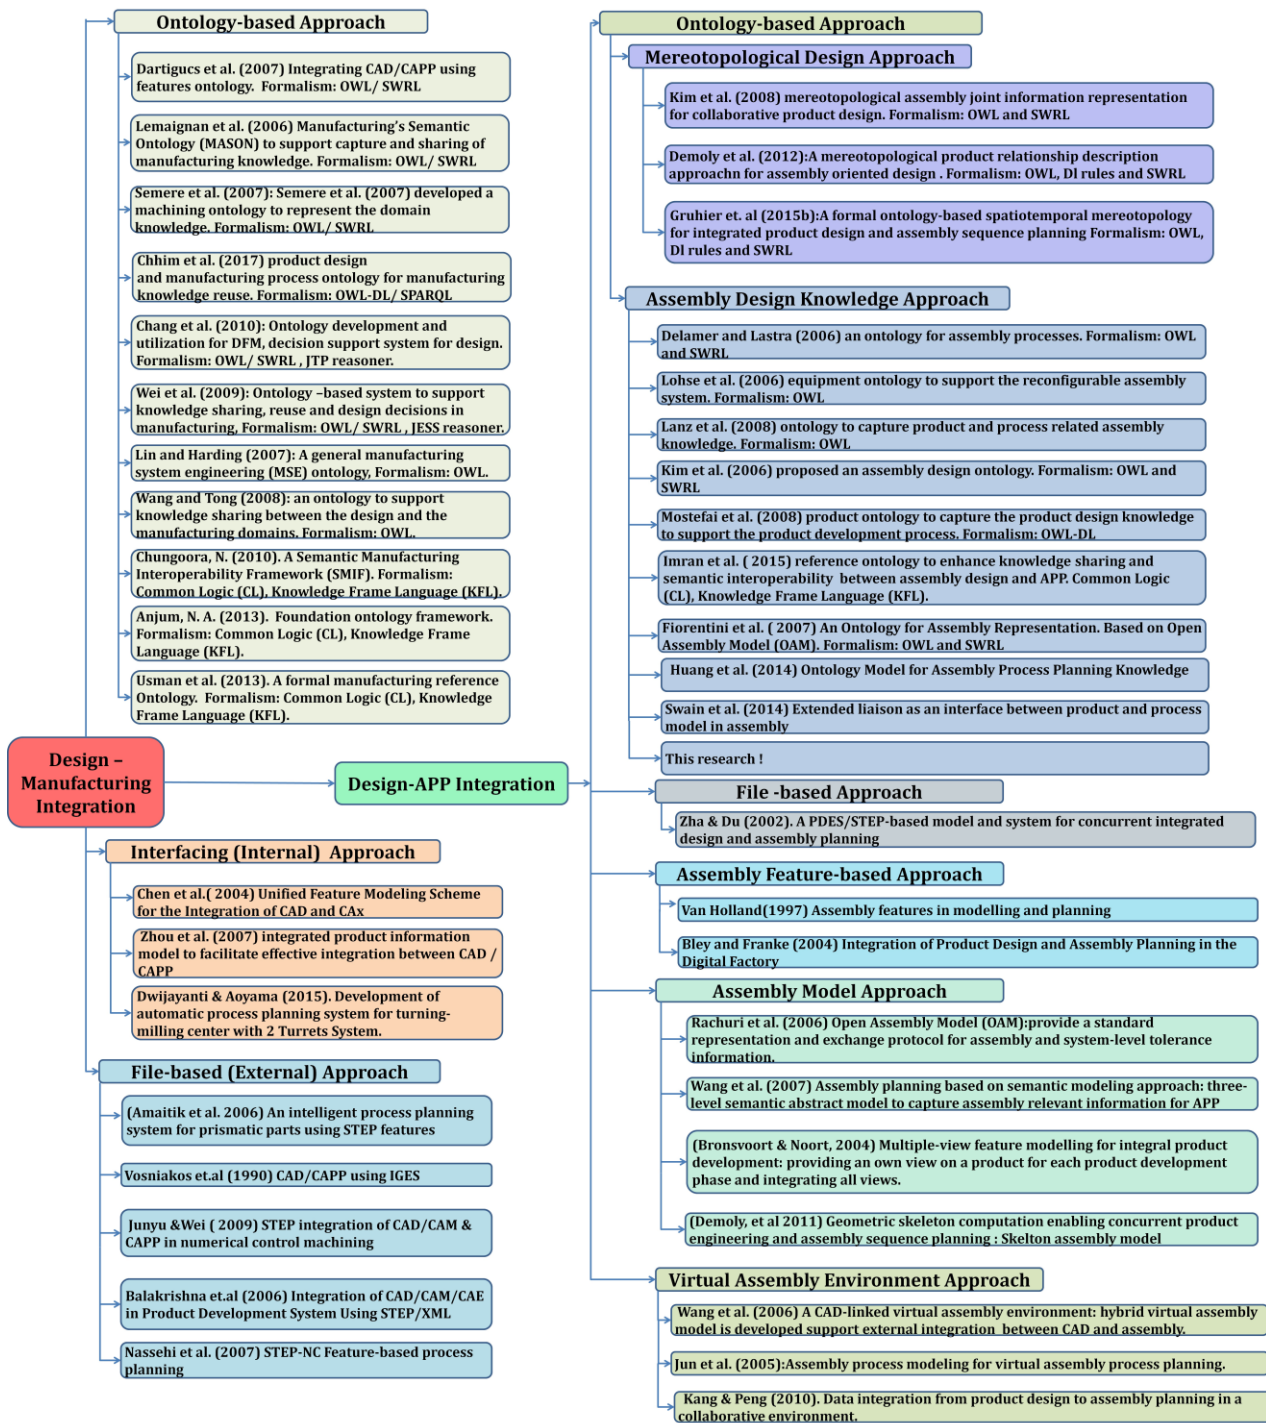 Ontology-based Approach
Dartigucs et al. (2007) Integrating CAD/CAPP using
features ontology. Formalism: OWL/ SWRL
Lemaignan et al. (2006) Manufacturing's Semantic
Ontology (MASON) to support capture and sharing of
manufacturing knowledge. Formalism: OWL/ SWRL
Semere et al. (2007): Semere et al. (2007) developed a
machining ontology to represent the domain
knowledge. Formalism: OWL/ SWRL
Chhim et al. (2017) product design
and manufacturing process ontology for manufacturing
knowledge reuse. Formalism: OWL-DL/ SPARQL
Chang et al. (2010): Ontology development and
utilization for DFM, decision support system for design.
Formalism: OWL/ SWRL , JTP reasoner.
Wei et al. (2009): Ontology –based system to support
knowledge sharing, reuse and design decisions in
manufacturing, Formalism: OWL/ SWRL , JESS reasoner.
Lin and Harding (2007): A general manufacturing
system engineering (MSE) ontology, Formalism: OWL.
Wang and Tong (2008): an ontology to support
knowledge sharing between the design and the
manufacturing domains. Formalism: OWL.
Chungoora, N. (2010). A Semantic Manufacturing
Interoperability Framework (SMIF). Formalism:
Common Logic (CL), Knowledge Frame Language (KFL).
Anjum, N. A. (2013). Foundation ontology framework.
Formalism: Common Logic (CL), Knowledge Frame
Language (KFL).
Usman et al. (2013). A formal manufacturing reference
Ontology. Formalism: Common Logic (CL), Knowledge
Frame Language (KFL).
Design –
Manufacturing
Integration
Interfacing (Internal) Approach
Chen et al.( 2004) Unified Feature Modeling Scheme
for the Integration of CAD and CAx
Zhou et al. (2007) integrated product information
model to facilitate effective integration between CAD /
CAPP
Dwijayanti & Aoyama (2015). Development of
automatic process planning system for turning-
milling center with 2 Turrets System.
File-based (External) Approach
(Amaitik et al. 2006) An intelligent process planning
system for prismatic parts using STEP features
Vosniakos et.al (1990) CAD/CAPP using IGES
Junyu &Wei ( 2009) STEP integration of CAD/CAM &
CAPP in numerical control machining
Balakrishna et.al (2006) Integration of CAD/CAM/CAE
in Product Development System Using STEP/XML
Nassehi et al. (2007) STEP-NC Feature-based process
planning
Design-APP Integration
Ontology-based Approach
Mereotopological Design Approach
Kim et al. (2008) mereotopological assembly joint information representation
for collaborative product design. Formalism: OWL and SWRL
Demoly et al. (2012):A mereotopological product relationship description
approachn for assembly oriented design . Formalism: OWL, Dl rules and SWRL
Gruhier et. al (2015b):A formal ontology-based spatiotemporal mereotopology
for integrated product design and assembly sequence planning Formalism: OWL,
Dl rules and SWRL
Assembly Design Knowledge Approach
Delamer and Lastra (2006) an ontology for assembly processes. Formalism: OWL
and SWRL
Lohse et al. (2006) equipment ontology to support the reconfigurable assembly
system. Formalism: OWL
Lanz et al. (2008) ontology to capture product and process related assembly
knowledge. Formalism: OWL
Kim et al. (2006) proposed an assembly design ontology. Formalism: OWL and
SWRL
Mostefai et al. (2008) product ontology to capture the product design knowledge
to support the product development process. Formalism: OWL-DL
Imran et al. ( 2015) reference ontology to enhance knowledge sharing and
semantic interoperability between assembly design and APP. Common Logic
(CL), Knowledge Frame Language (KFL).
Fiorentini et al. ( 2007) An Ontology for Assembly Representation. Based on Open
Assembly Model (OAM). Formalism: OWL and SWRL
Huang et al. (2014) Ontology Model for Assembly Process Planning Knowledge
Swain et al. (2014) Extended liaison as an interface between product and process
model in assembly
This research !
File -based Approach
Zha & Du (2002). A PDES/STEP-based model and system for concurrent integrated
design and assembly planning
Assembly Feature-based Approach
Van Holland(1997) Assembly features in modelling and planning
Bley and Franke (2004) Integration of Product Design and Assembly Planning in the
Digital Factory
Assembly Model Approach
Rachuri et al. (2006) Open Assembly Model (OAM):provide a standard
representation and exchange protocol for assembly and system-level tolerance
information.
Wang et al. (2007) Assembly planning based on semantic modeling approach: three-
level semantic abstract model to capture assembly relevant information for APP
(Bronsvoort & Noort, 2004) Multiple-view feature modelling for integral product
development: providing an own view on a product for each product development
phase and integrating all views.
(Demoly, et al 2011) Geometric skeleton computation enabling concurrent product
engineering and assembly sequence planning : Skelton assembly model
Virtual Assembly Environment Approach
Wang et al. (2006) A CAD-linked virtual assembly environment: hybrid virtual assembly
model is developed support external integration between CAD and assembly.
Jun et al. (2005):Assembly process modeling for virtual assembly process planning.
Kang & Peng (2010). Data integration from product design to assembly planning in a
collaborative environment.